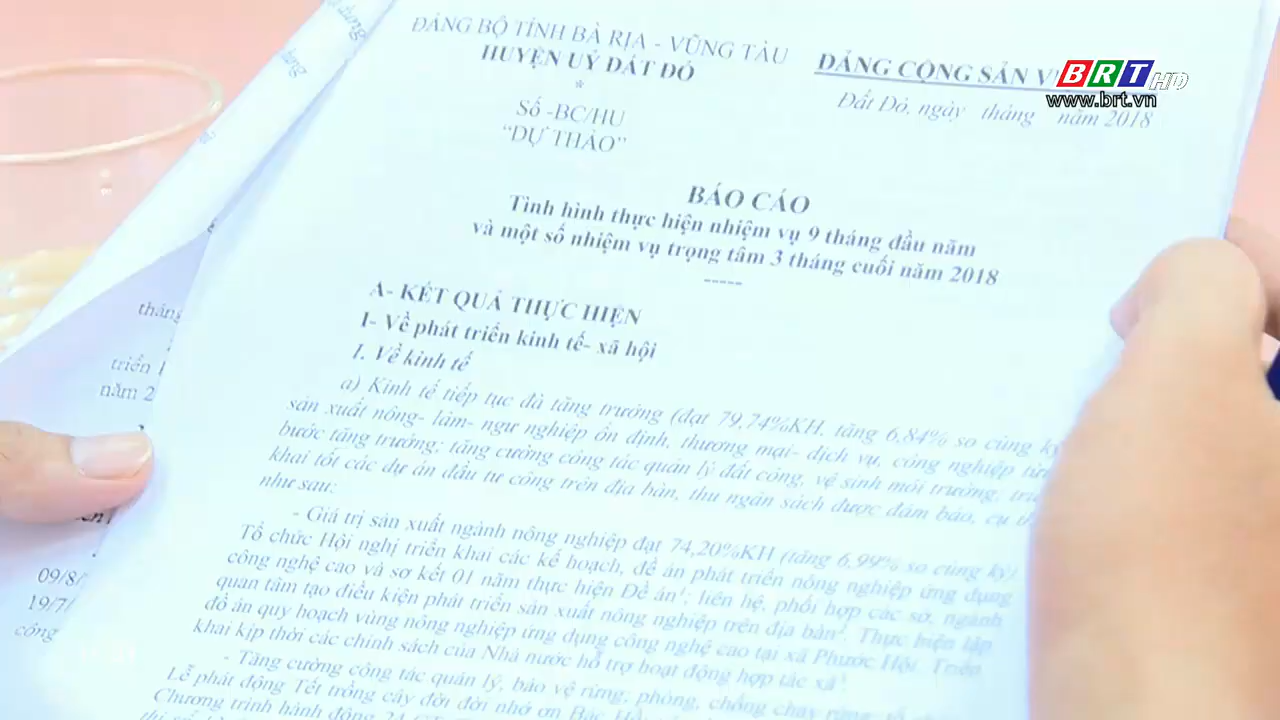 ĐẢNG BỘ TỈNH BÀ RỊA - VŨNG TÀU
HUYỆN UỶ ĐẤT ĐỎ
*
Số -BC/HU
“DỰ THẢO”
ĐẢNG CỘNG SẢN
BRT HD
www.brt.vn
Đất Đỏ, ngày tháng năm 2018
BÁO CÁO
Tình hình thực hiện nhiệm vụ 9 tháng đầu năm
và một số nhiệm vụ trọng tâm 3 tháng cuối năm 2018
-----
A- KẾT QUẢ THỰC HIỆN
I- Về phát triển kinh tế- xã hội
1. Về kinh tế
a) Kinh tế tiếp tục đà tăng trưởng (đạt 79,74%KH, tăng 6,84% so cùng kỳ
sản xuất nông- lâm- ngư nghiệp ổn định, thương mại- dịch vụ, công nghiệp từng
bước tăng trưởng; tăng cường công tác quản lý đất công, vệ sinh môi trường,
khai tốt các dự án đầu tư công trên địa bàn, thu ngân sách được đảm bảo, cụ
như sau:
- Giá trị sản xuất ngành nông nghiệp đạt 74,20%KH (tăng 6,99% so cùng kỳ).
Tổ chức Hội nghị triển khai các kế hoạch, đề án phát triển nông nghiệp ứng dụng
công nghệ cao và sơ kết 01 năm thực hiện Đề án¹; liên hệ, phối hợp các sở, ngành
quan tâm tạo điều kiện phát triển sản xuất nông nghiệp trên địa bàn². Thực hiện lập
đồ án quy hoạch vùng nông nghiệp ứng dụng công nghệ cao tại xã Phước Hội. Triển
khai kịp thời các chính sách của Nhà nước hỗ trợ hoạt động hợp tác xã³.
- Tăng cường công tác quản lý, bảo vệ rừng, phòng, chống cháy rừng,
Lễ phát động Tết trồng cây đời đời nhớ ơn Bác Hồ
Chương trình hành động 24
tháng
triển
năm 2
09/8/
19/7/
công